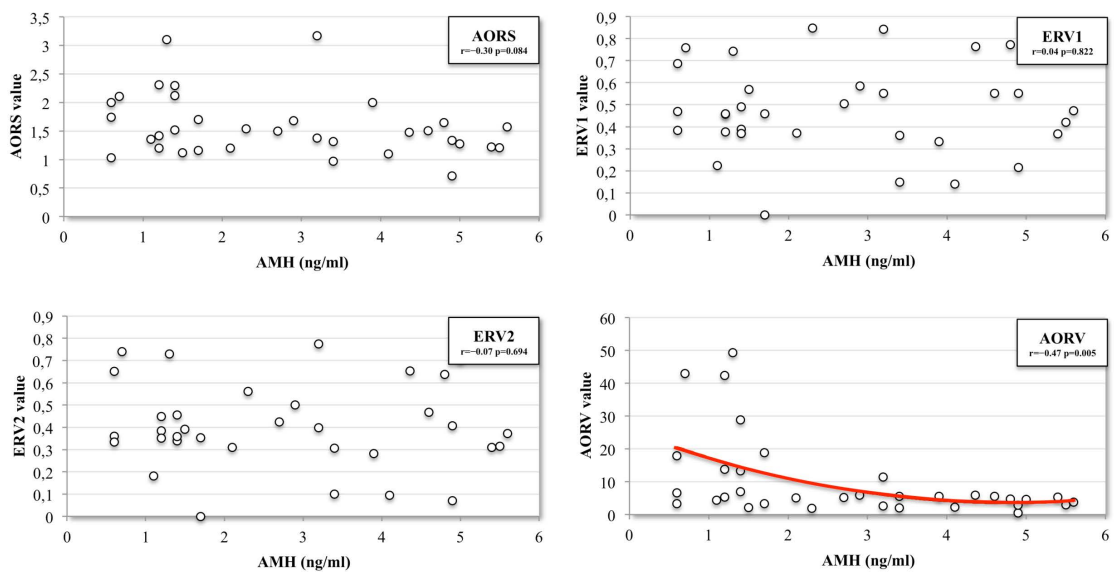 AORS
r=−0.30 p=0.084
3,5
3
2,5
2
1,5
1
0,5
0
AORS value
0 1 2 3 4 5 6
AMH (ng/ml)
ERV1
r=0.04 p=0.822
0,9
0,8
0,7
0,6
0,5
0,4
0,3
0,2
0,1
0
ERV1 value
0 1 2 3 4 5 6
AMH (ng/ml)
ERV2
r=−0.07 p=0.694
0,9
0,8
0,7
0,6
0,5
0,4
0,3
0,2
0,1
0
ERV2 value
0 1 2 3 4 5 6
AMH (ng/ml)
AORV
r=−0.47 p=0.005
60
50
40
30
20
10
0
AORV value
0 1 2 3 4 5 6
AMH (ng/ml)